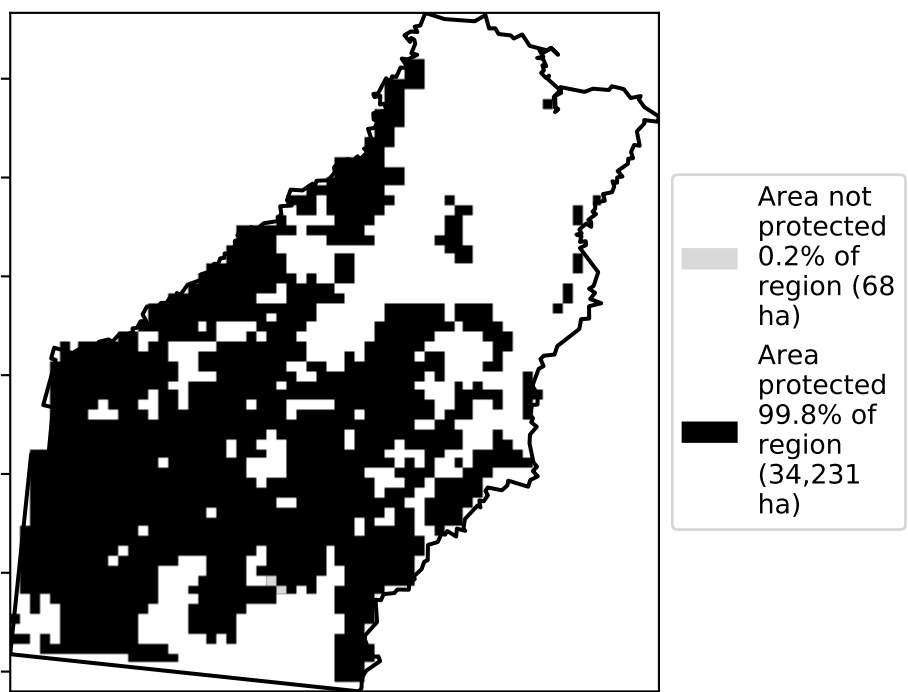 Area not
protected
0.2% of
region (68
ha)
Area
protected
99.8% of
region
(34,231
ha)